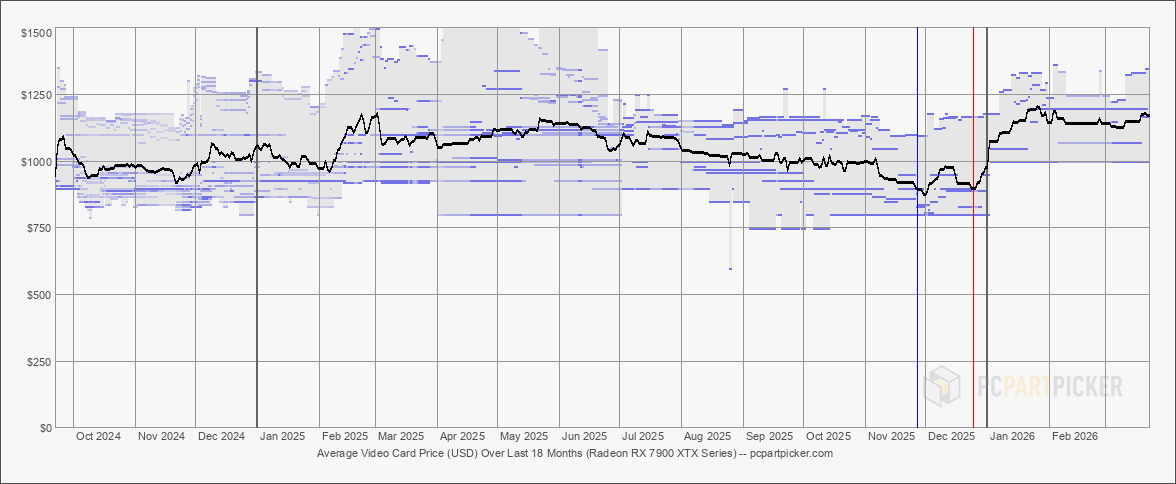 $1500
$1250
$1000
$750
$500
$250
$0
PCPARTPICKER
Oct 2024 Nov 2024 Dec 2024 Jan 2025 Feb 2025 Mar 2025 Apr 2025 May 2025 Jun 2025 Jul 2025 Aug 2025 Sep 2025 Oct 2025 Nov 2025 Dec 2025 Jan 2026 Feb 2026
Average Video Card Price (USD) Over Last 18 Months (Radeon RX 7900 XTX Series) -- pcpartpicker.com